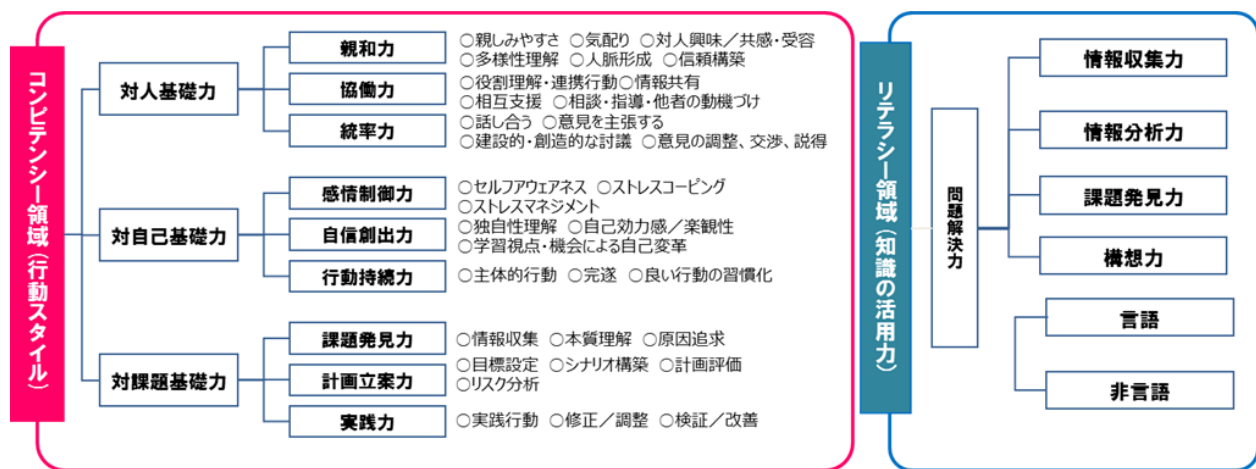 コンピテンシー領域（行動スタイル）
対人基礎力
親和力
○親しみやすさ ○気配り ○対人興味／共感・受容
○多様性理解 ○人脈形成 ○信頼構築
協働力
○役割理解・連携行動○情報共有
○相互支援 ○相談・指導・他者の動機づけ
統率力
○話し合う ○意見を主張する
○建設的・創造的な討議 ○意見の調整、交渉、説得
対自己基礎力
感情制御力
○セルフアウェアネス ○ストレスコーピング
○ストレスマネジメント
自信創出力
○独自性理解 ○自己効力感／楽観性
○学習視点・機会による自己変革
行動持続力
○主体的行動 ○完遂 ○良い行動の習慣化
対課題基礎力
課題発見力
○情報収集 ○本質理解 ○原因追求
計画立案力
○目標設定 ○シナリオ構築 ○計画評価
○リスク分析
実践力
○実践行動 ○修正／調整 ○検証／改善
リテラシー領域（知識の活用力）
問題解決力
情報収集力
情報分析力
課題発見力
構想力
言語
非言語